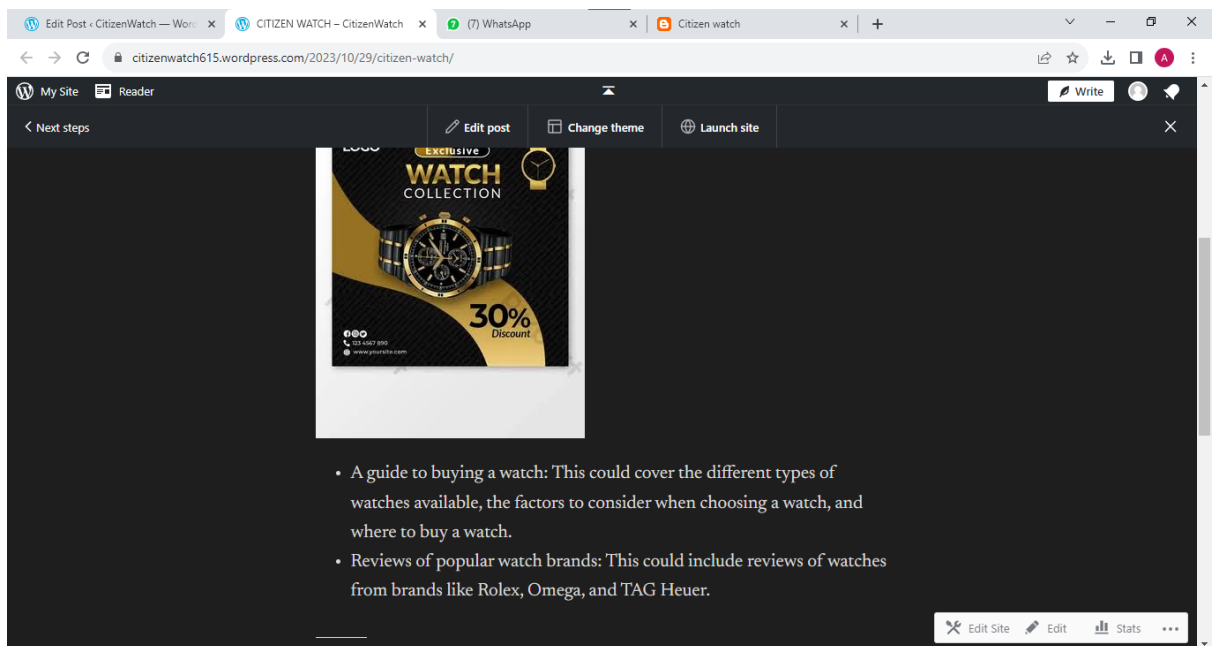 Edit Post ‹ CitizenWatch — Word
CITIZEN WATCH – CitizenWatch
(7) WhatsApp
Citizen watch
citizenwatch615.wordpress.com/2023/10/29/citizen-watch/
A
My Site
Reader
Write
Next steps
Edit post
Change theme
Launch site
LOGO
Exclusive
WATCH
COLLECTION
30%
Discount
123 4567 890
www.yoursite.com
• A guide to buying a watch: This could cover the different types of
watches available, the factors to consider when choosing a watch, and
where to buy a watch.
• Reviews of popular watch brands: This could include reviews of watches
from brands like Rolex, Omega, and TAG Heuer.
Edit Site
Edit
Stats